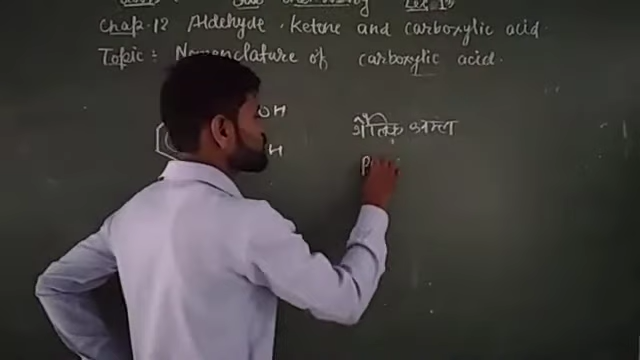 Chap.12 Aldehyde, Ketone and carboxylic acid.
Topic: Nomenclature of carboxylic acid.
OH
H
थैलिक अम्ल
P